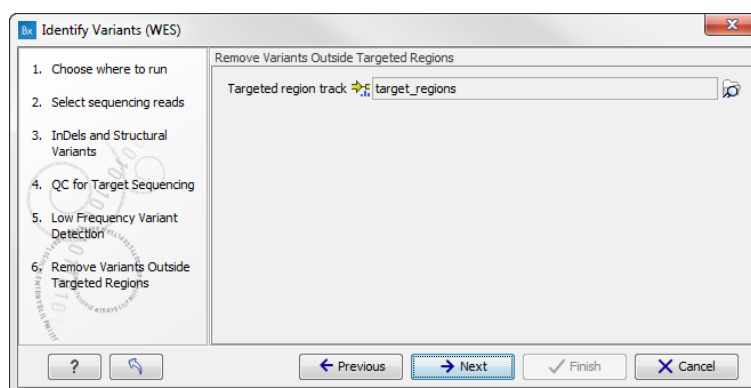 Bx Identify Variants (WES)
1. Choose where to run
2. Select sequencing reads
3. InDels and Structural
Variants
4. QC for Target Sequencing
5. Low Frequency Variant
Detection
6. Remove Variants Outside
Targeted Regions
Remove Variants Outside Targeted Regions
Targeted region track target_regions
?
Previous
Next
Finish
Cancel